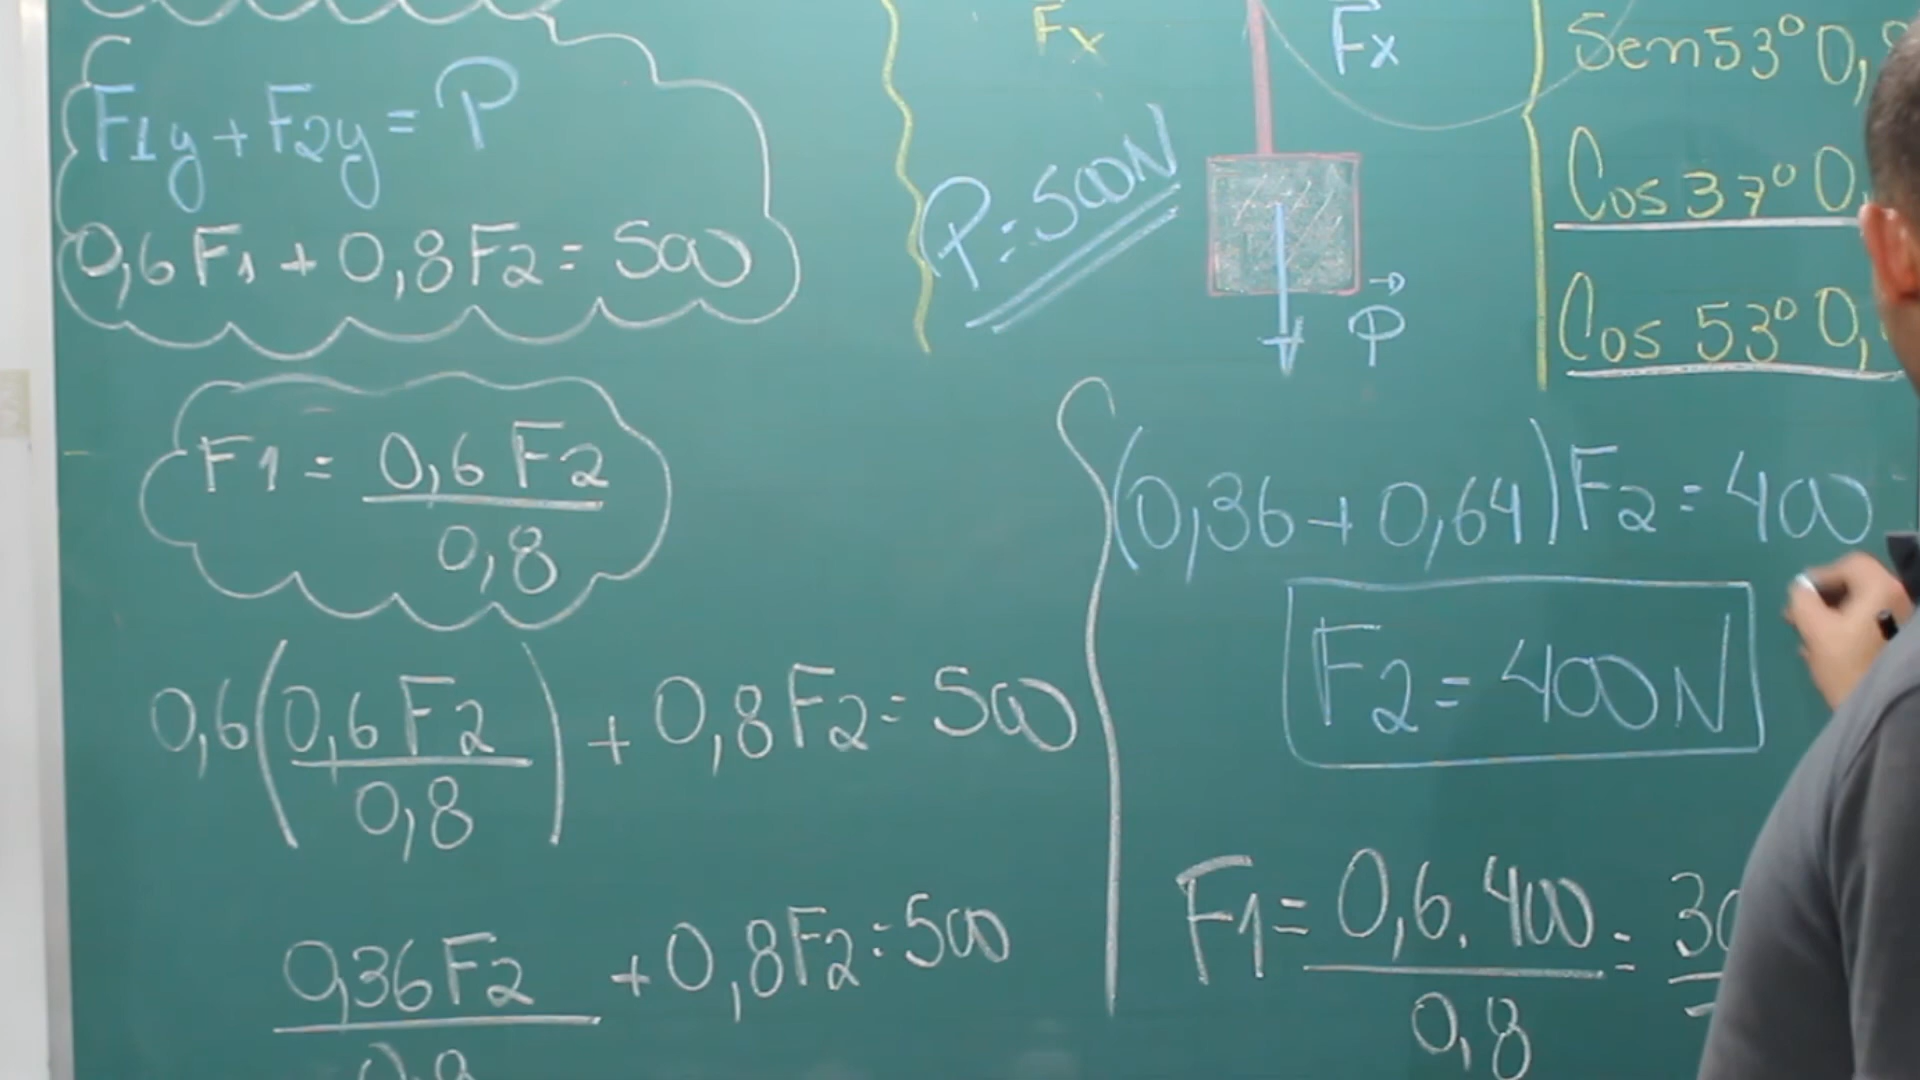 F1y + F2y = P
0,6 F1 + 0,8 F2 = 500
F1 = 0,6 F2
0,8
0,6 ( 0,6 F2 ) + 0,8 F2 = 500
0,8
0,36 F2 + 0,8 F2 = 500
0,8
Fx
Fx
P = 500N
P
Sen 53° 0,8
Cos 37° 0,
Cos 53° 0,
(0,36 + 0,64) F2 = 400
F2 = 400 N
F1 = 0,6 . 400 = 30
0,8